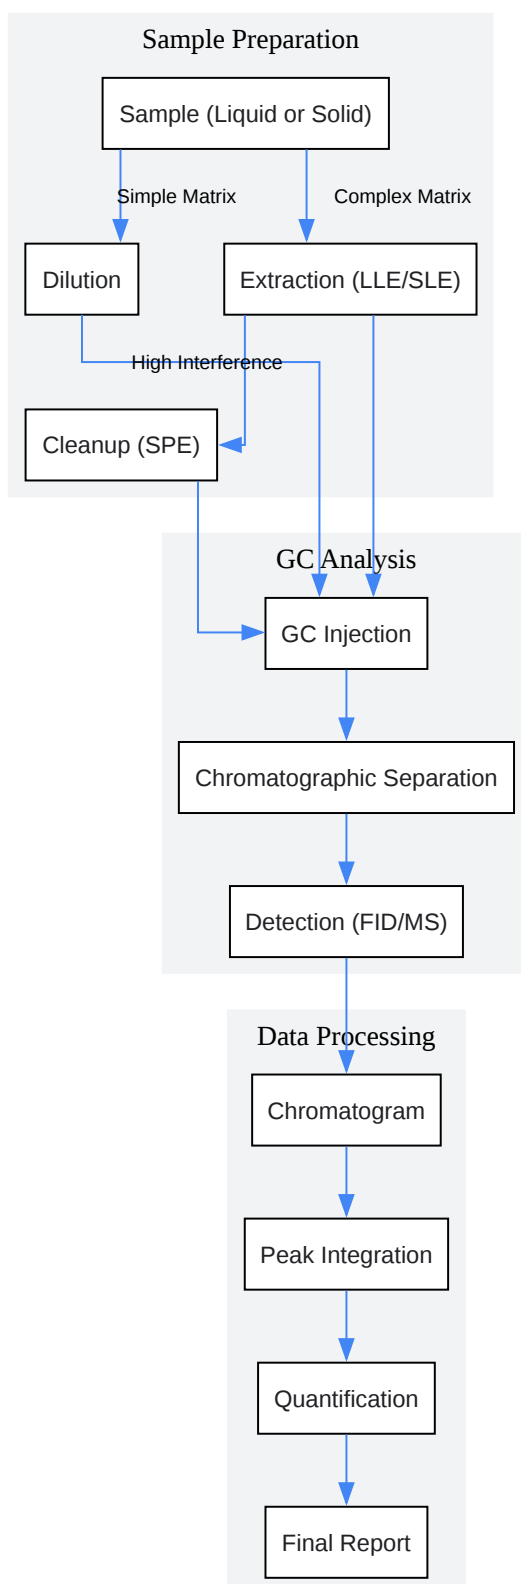 Sample Preparation
Sample (Liquid or Solid)
Simple Matrix
Complex Matrix
Dilution
Extraction (LLE/SLE)
High Interference
Cleanup (SPE)
GC Analysis
GC Injection
Chromatographic Separation
Detection (FID/MS)
Data Processing
Chromatogram
Peak Integration
Quantification
Final Report